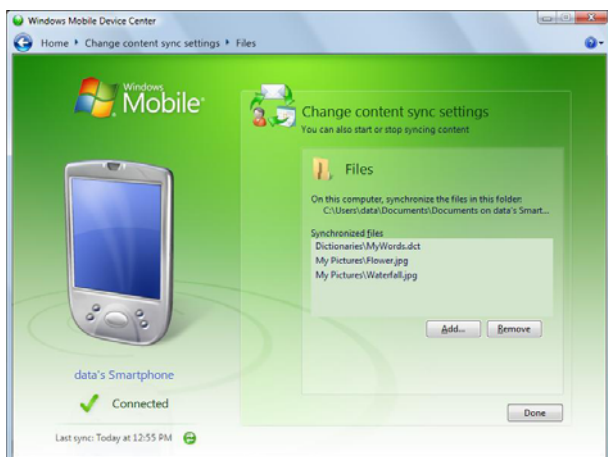 Windows Mobile Device Center
Home ▸ Change content sync settings ▸ Files
Windows
Mobile
Change content sync settings
You can also start or stop syncing content
Files
On this computer, synchronize the files in this folder:
C:\Users\data\Documents\Documents on data's Smart...
Synchronized files
Dictionaries\MyWords.dct
My Pictures\Flower.jpg
My Pictures\Waterfall.jpg
Add... Remove
data's Smartphone
Connected
Done
Last sync: Today at 12:55 PM